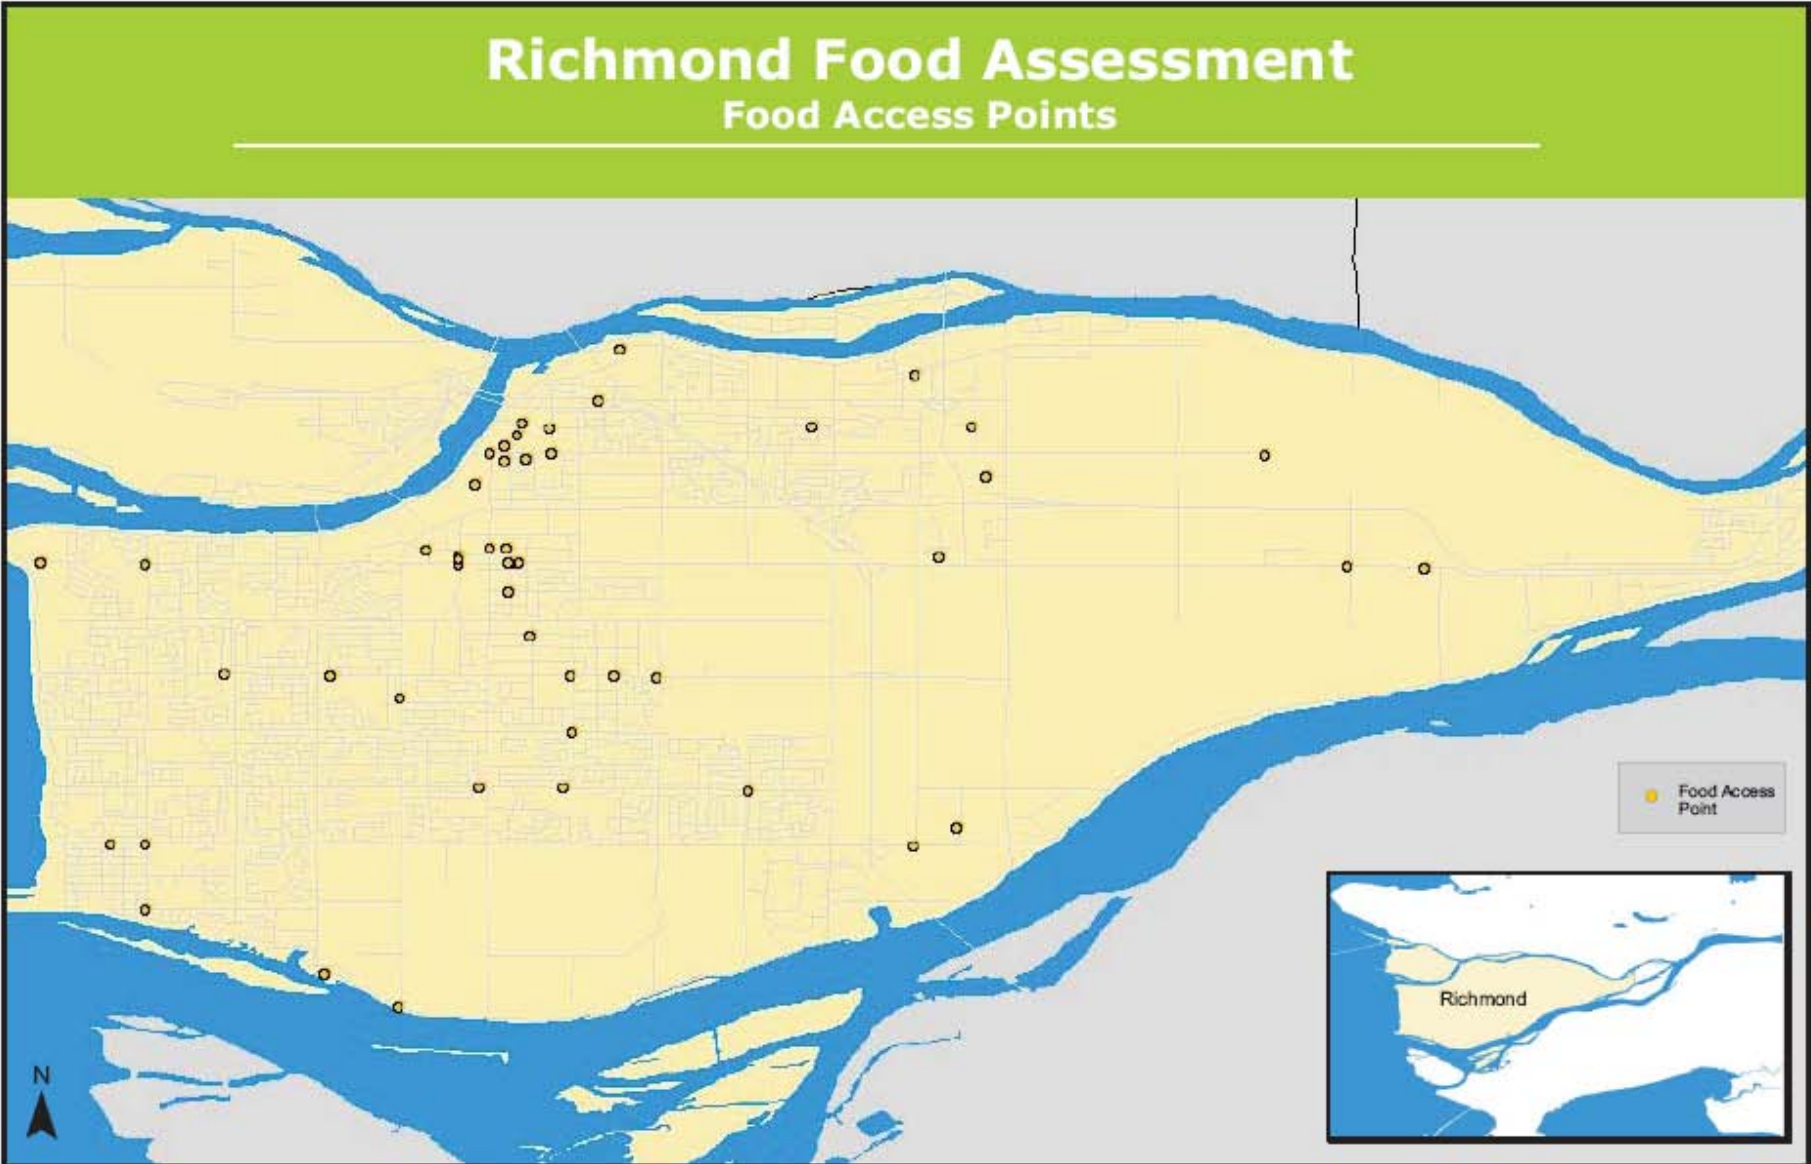 Richmond Food Assessment
Food Access Points
Food Access
Point
Richmond
N